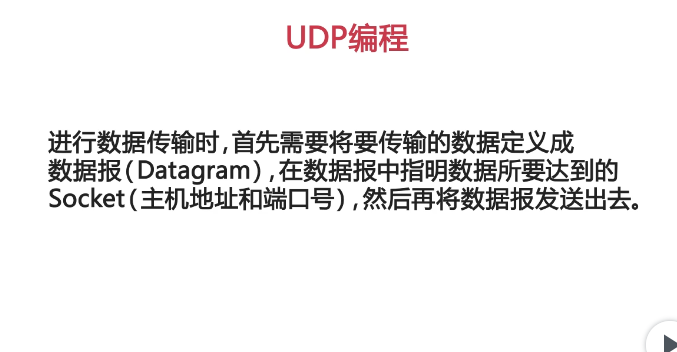 UDP编程
进行数据传输时,首先需要将要传输的数据定义成
数据报(Datagram),在数据报中指明数据所要达到的
Socket(主机地址和端口号),然后再将数据报发送出去。